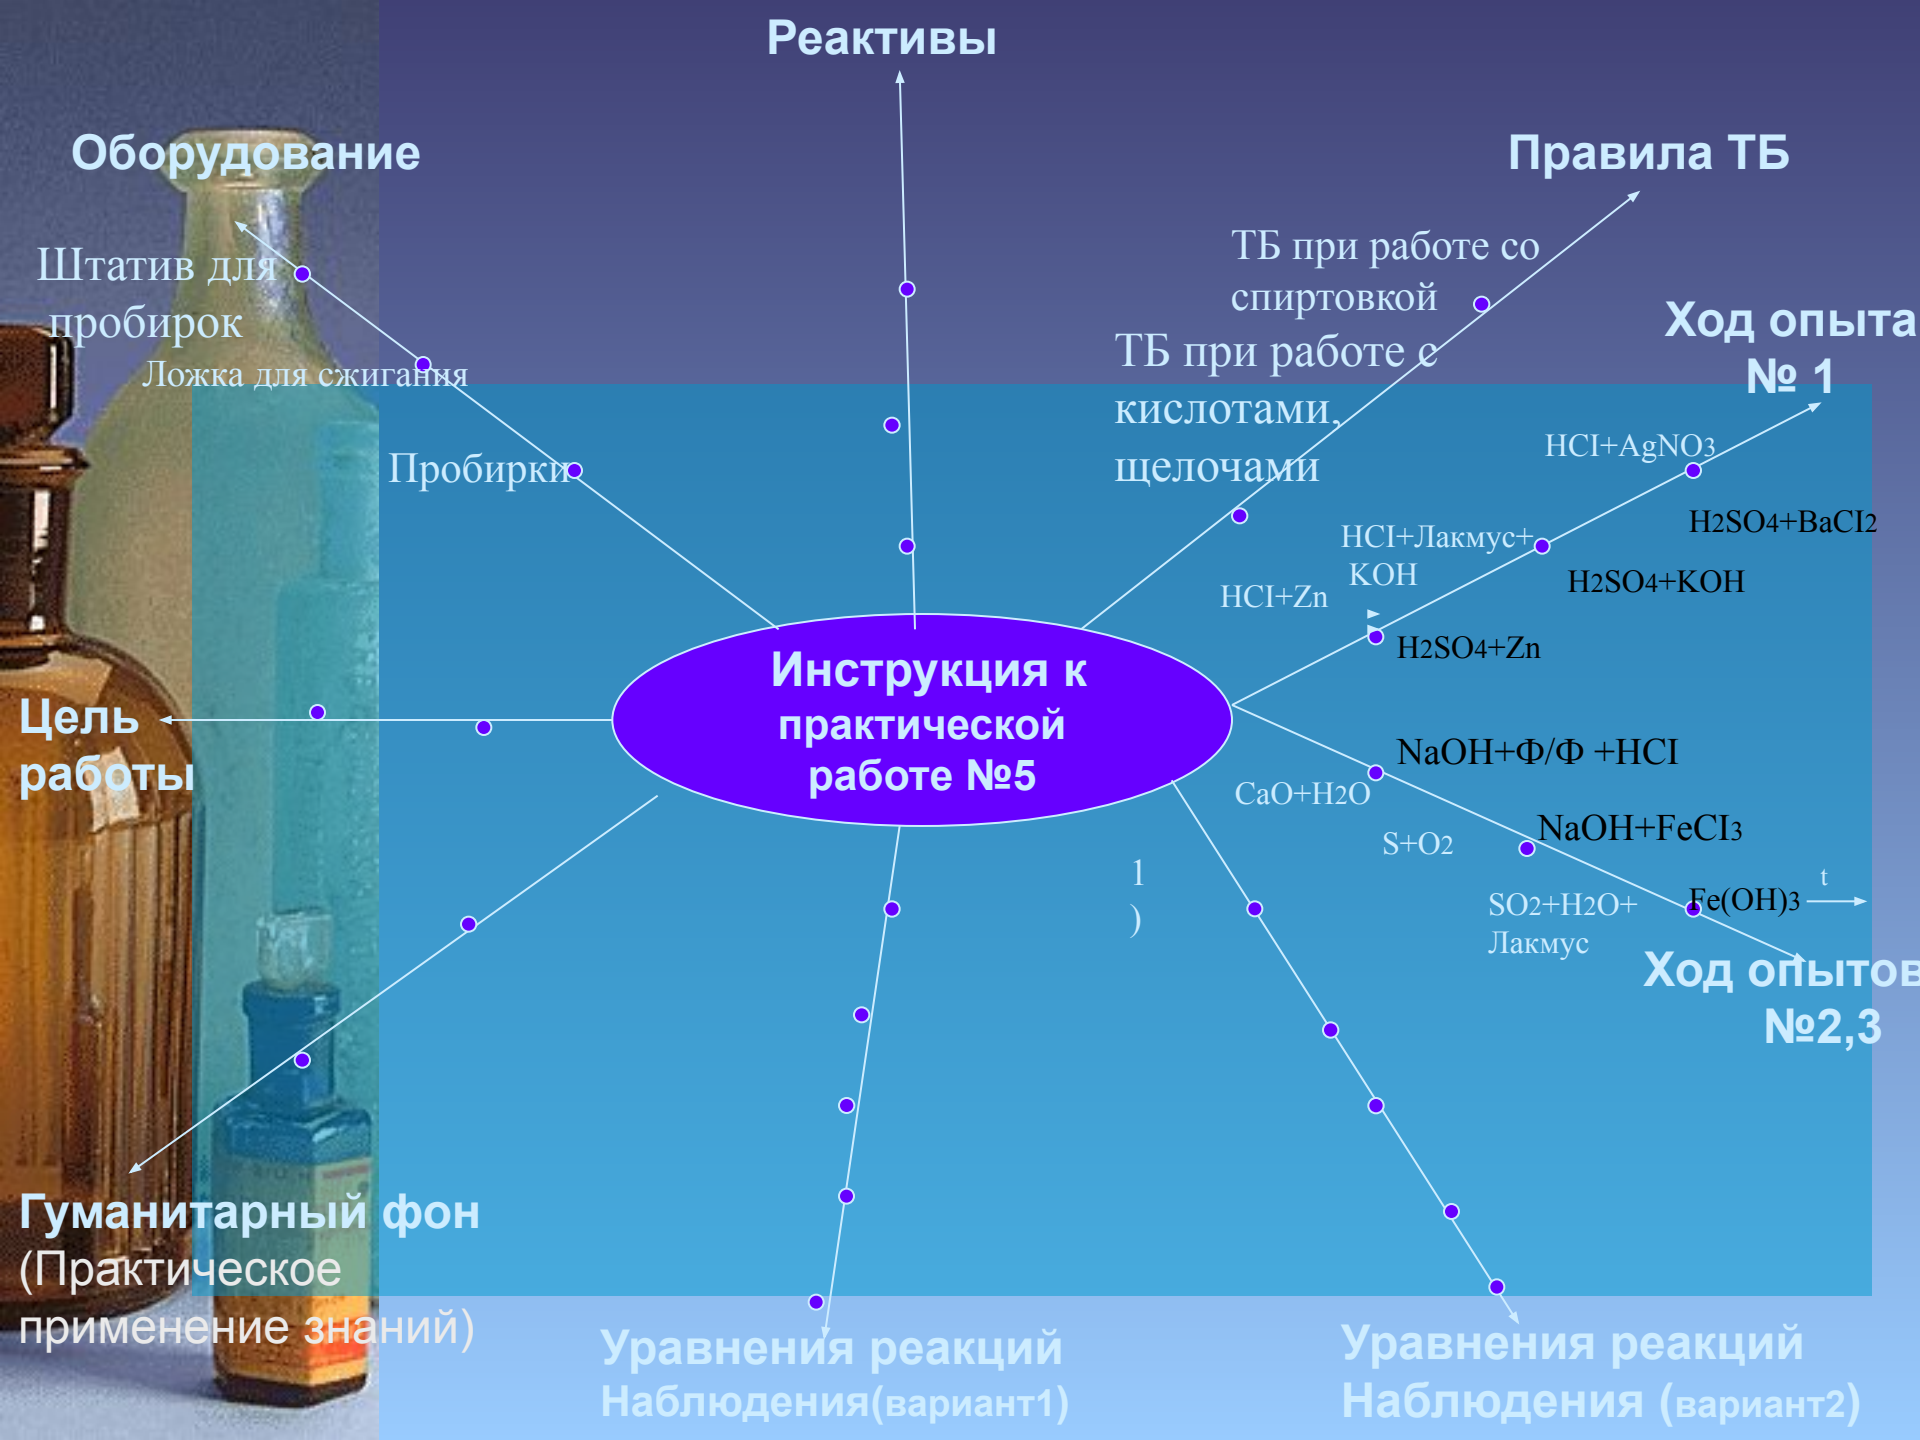 Реактивы
Оборудование
Правила ТБ
Штатив для
пробирок
Ложка для сжигания
Пробирки
ТБ при работе со
спиртовкой
ТБ при работе с
кислотами,
щелочами
Ход опыта
№ 1
HCI+AgNO3
H2SO4+BaCI2
HCI+Лакмус+
KOH
H2SO4+KOH
HCI+Zn
H2SO4+Zn
Инструкция к
практической
работе №5
Цель
работы
NaOH+Ф/Ф +HCI
CaO+H2O
NaOH+FeCI3
S+O2
t
Fe(OH)3
SO2+H2O+
Лакмус
1
)
Ход опытов
№2,3
Гуманитарный фон
(Практическое
применение знаний)
Уравнения реакций
Наблюдения(вариант1)
Уравнения реакций
Наблюдения (вариант2)